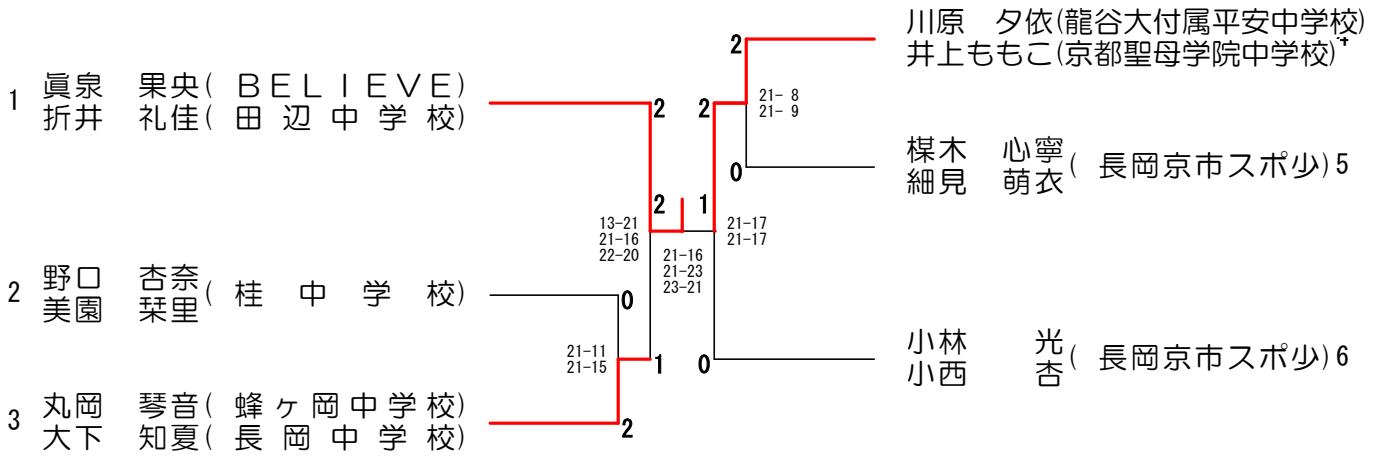 1 眞泉 果央( BELIEVE)
折井 礼佳( 田辺中学校)
2 野口 杏奈( 桂中学校)
美園 栞里
3 丸岡 琴音( 蜂ヶ岡中学校)
大下 知夏( 長岡中学校)
2
2
0
1
2
13-21
21-16
22-20
21-11
21-15
21-16
21-23
23-21
2
2
0
1
0
21- 8
21- 9
21-17
21-17
川原 夕依(龍谷大付属平安中学校)
井上ももこ(京都聖母学院中学校) 4
楳木 心寧( 長岡京市スポ少) 5
細見 萌衣
小林 光( 長岡京市スポ少) 6
小西 杏